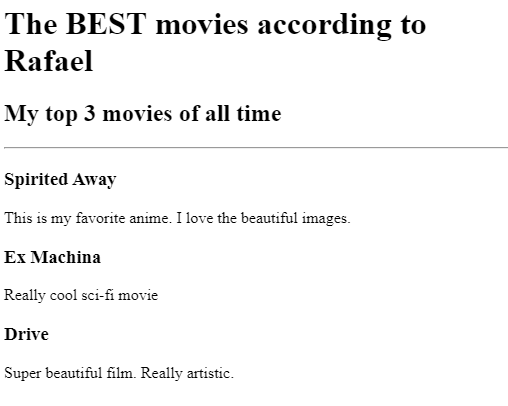 The BEST movies according to
Rafael
My top 3 movies of all time
Spirited Away
This is my favorite anime. I love the beautiful images.
Ex Machina
Really cool sci-fi movie
Drive
Super beautiful film. Really artistic.